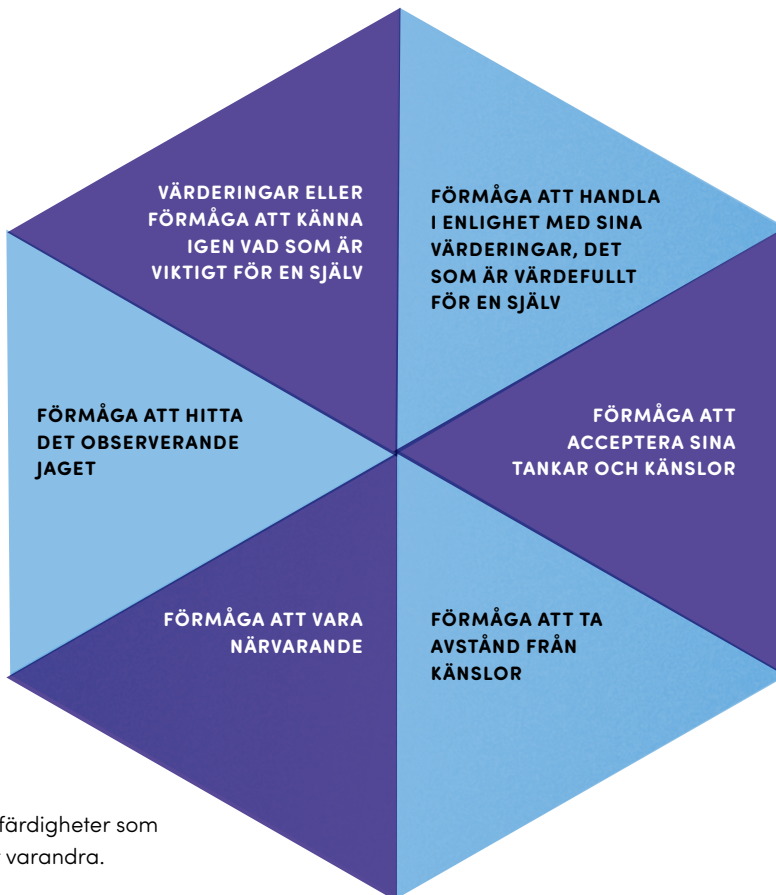 VÄRDERINGAR ELLER
FÖRMÅGA ATT KÄNNA
IGEN VAD SOM ÄR
VIKTIGT FÖR EN SJÄLV
FÖRMÅGA ATT HANDLA
I ENLIGHET MED SINA
VÄRDERINGAR, DET
SOM ÄR VÄRDEFULLT
FÖR EN SJÄLV
FÖRMÅGA ATT HITTA
DET OBSERVERANDE
JAGET
FÖRMÅGA ATT
ACCEPTERA SINA
TANKAR OCH KÄNSLOR
FÖRMÅGA ATT VARA
NÄRVARANDE
FÖRMÅGA ATT TA
AVSTÅND FRÅN
KÄNSLOR
färdigheter som
varandra.